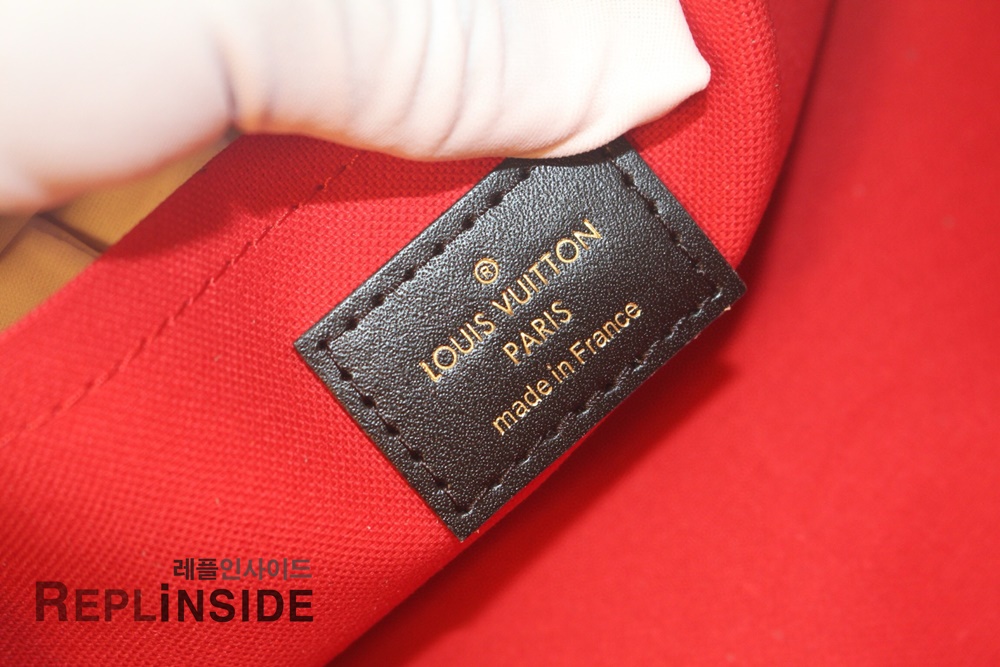 ®
LOUIS VUITTON
PARIS
made in France
레플인사이드
REPLiNSIDE